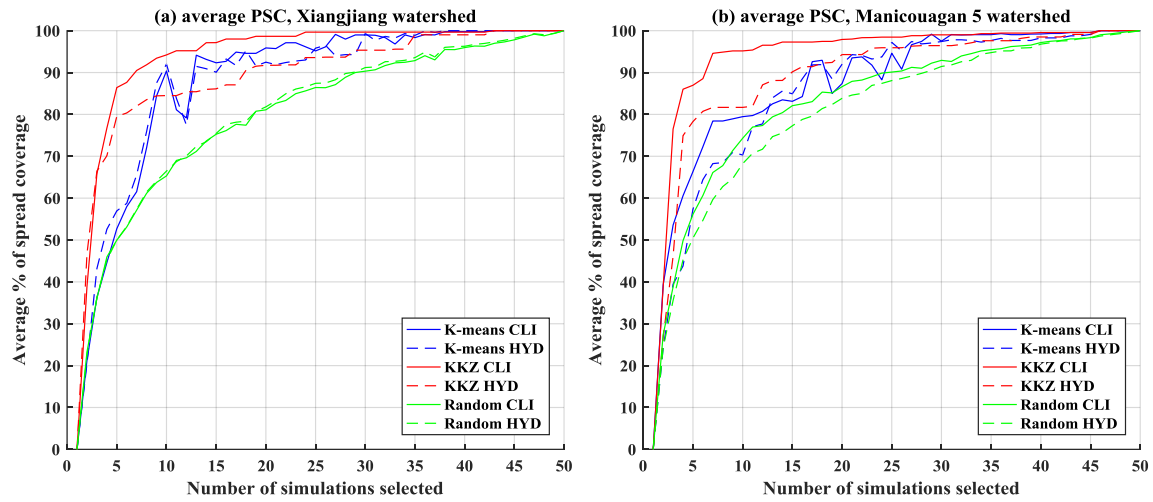 (a) average PSC, Xiangjiang watershed
Average % of spread coverage
100
90
80
70
60
50
40
30
20
10
0
0 5 10 15 20 25 30 35 40 45 50
Number of simulations selected
K-means CLI
K-means HYD
KKZ CLI
KKZ HYD
Random CLI
Random HYD
(b) average PSC, Manicouagan 5 watershed
Average % of spread coverage
100
90
80
70
60
50
40
30
20
10
0
0 5 10 15 20 25 30 35 40 45 50
Number of simulations selected
K-means CLI
K-means HYD
KKZ CLI
KKZ HYD
Random CLI
Random HYD